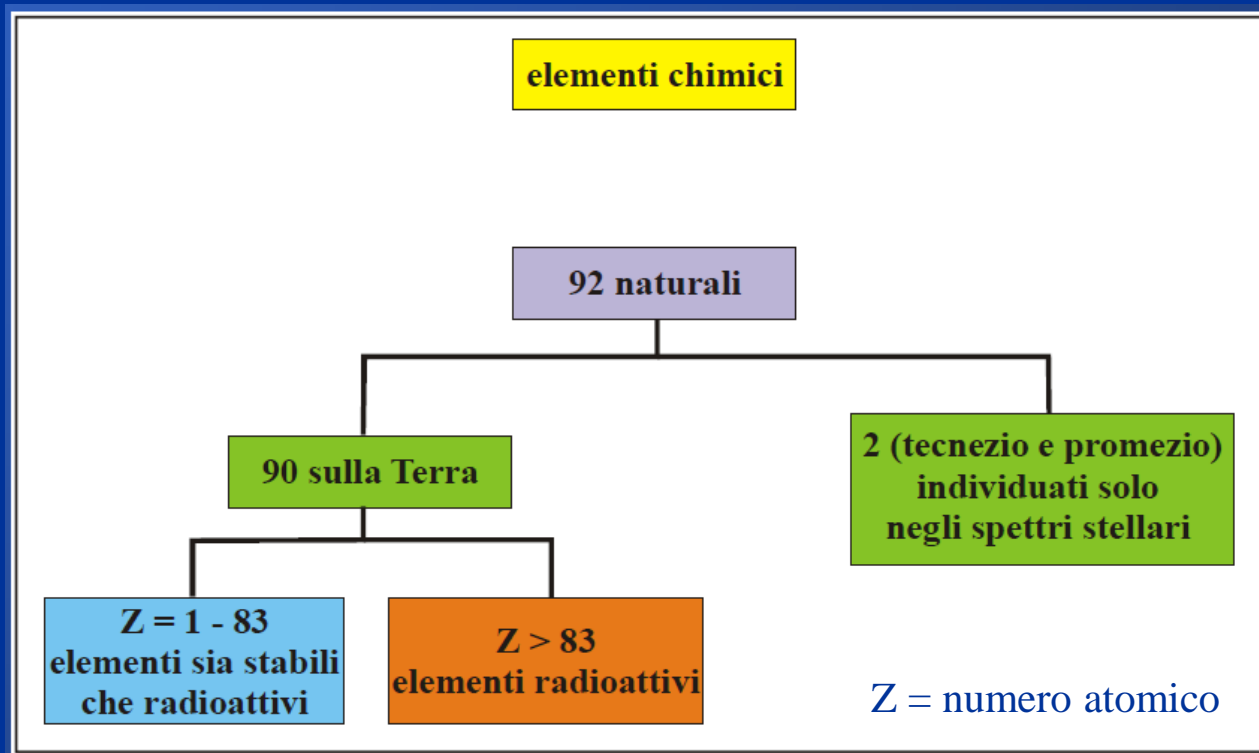 elementi chimici
92 naturali
90 sulla Terra
2 (tecnezio e promezio)
individuati solo
negli spettri stellari
Z = 1 - 83
elementi sia stabili
che radioattivi
Z > 83
elementi radioattivi
Z = numero atomico